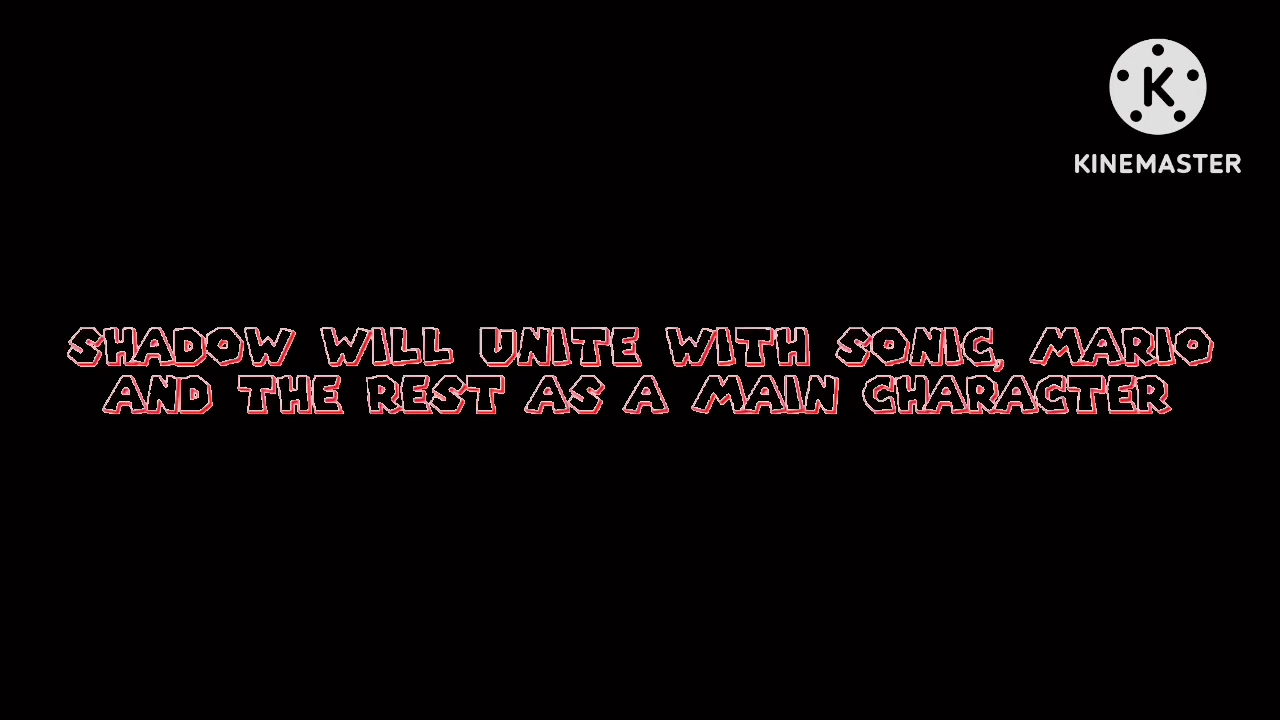 K
KINEMASTER
SHADOW WILL UNITE WITH SONIC, MARIO
AND THE REST AS A MAIN CHARACTER